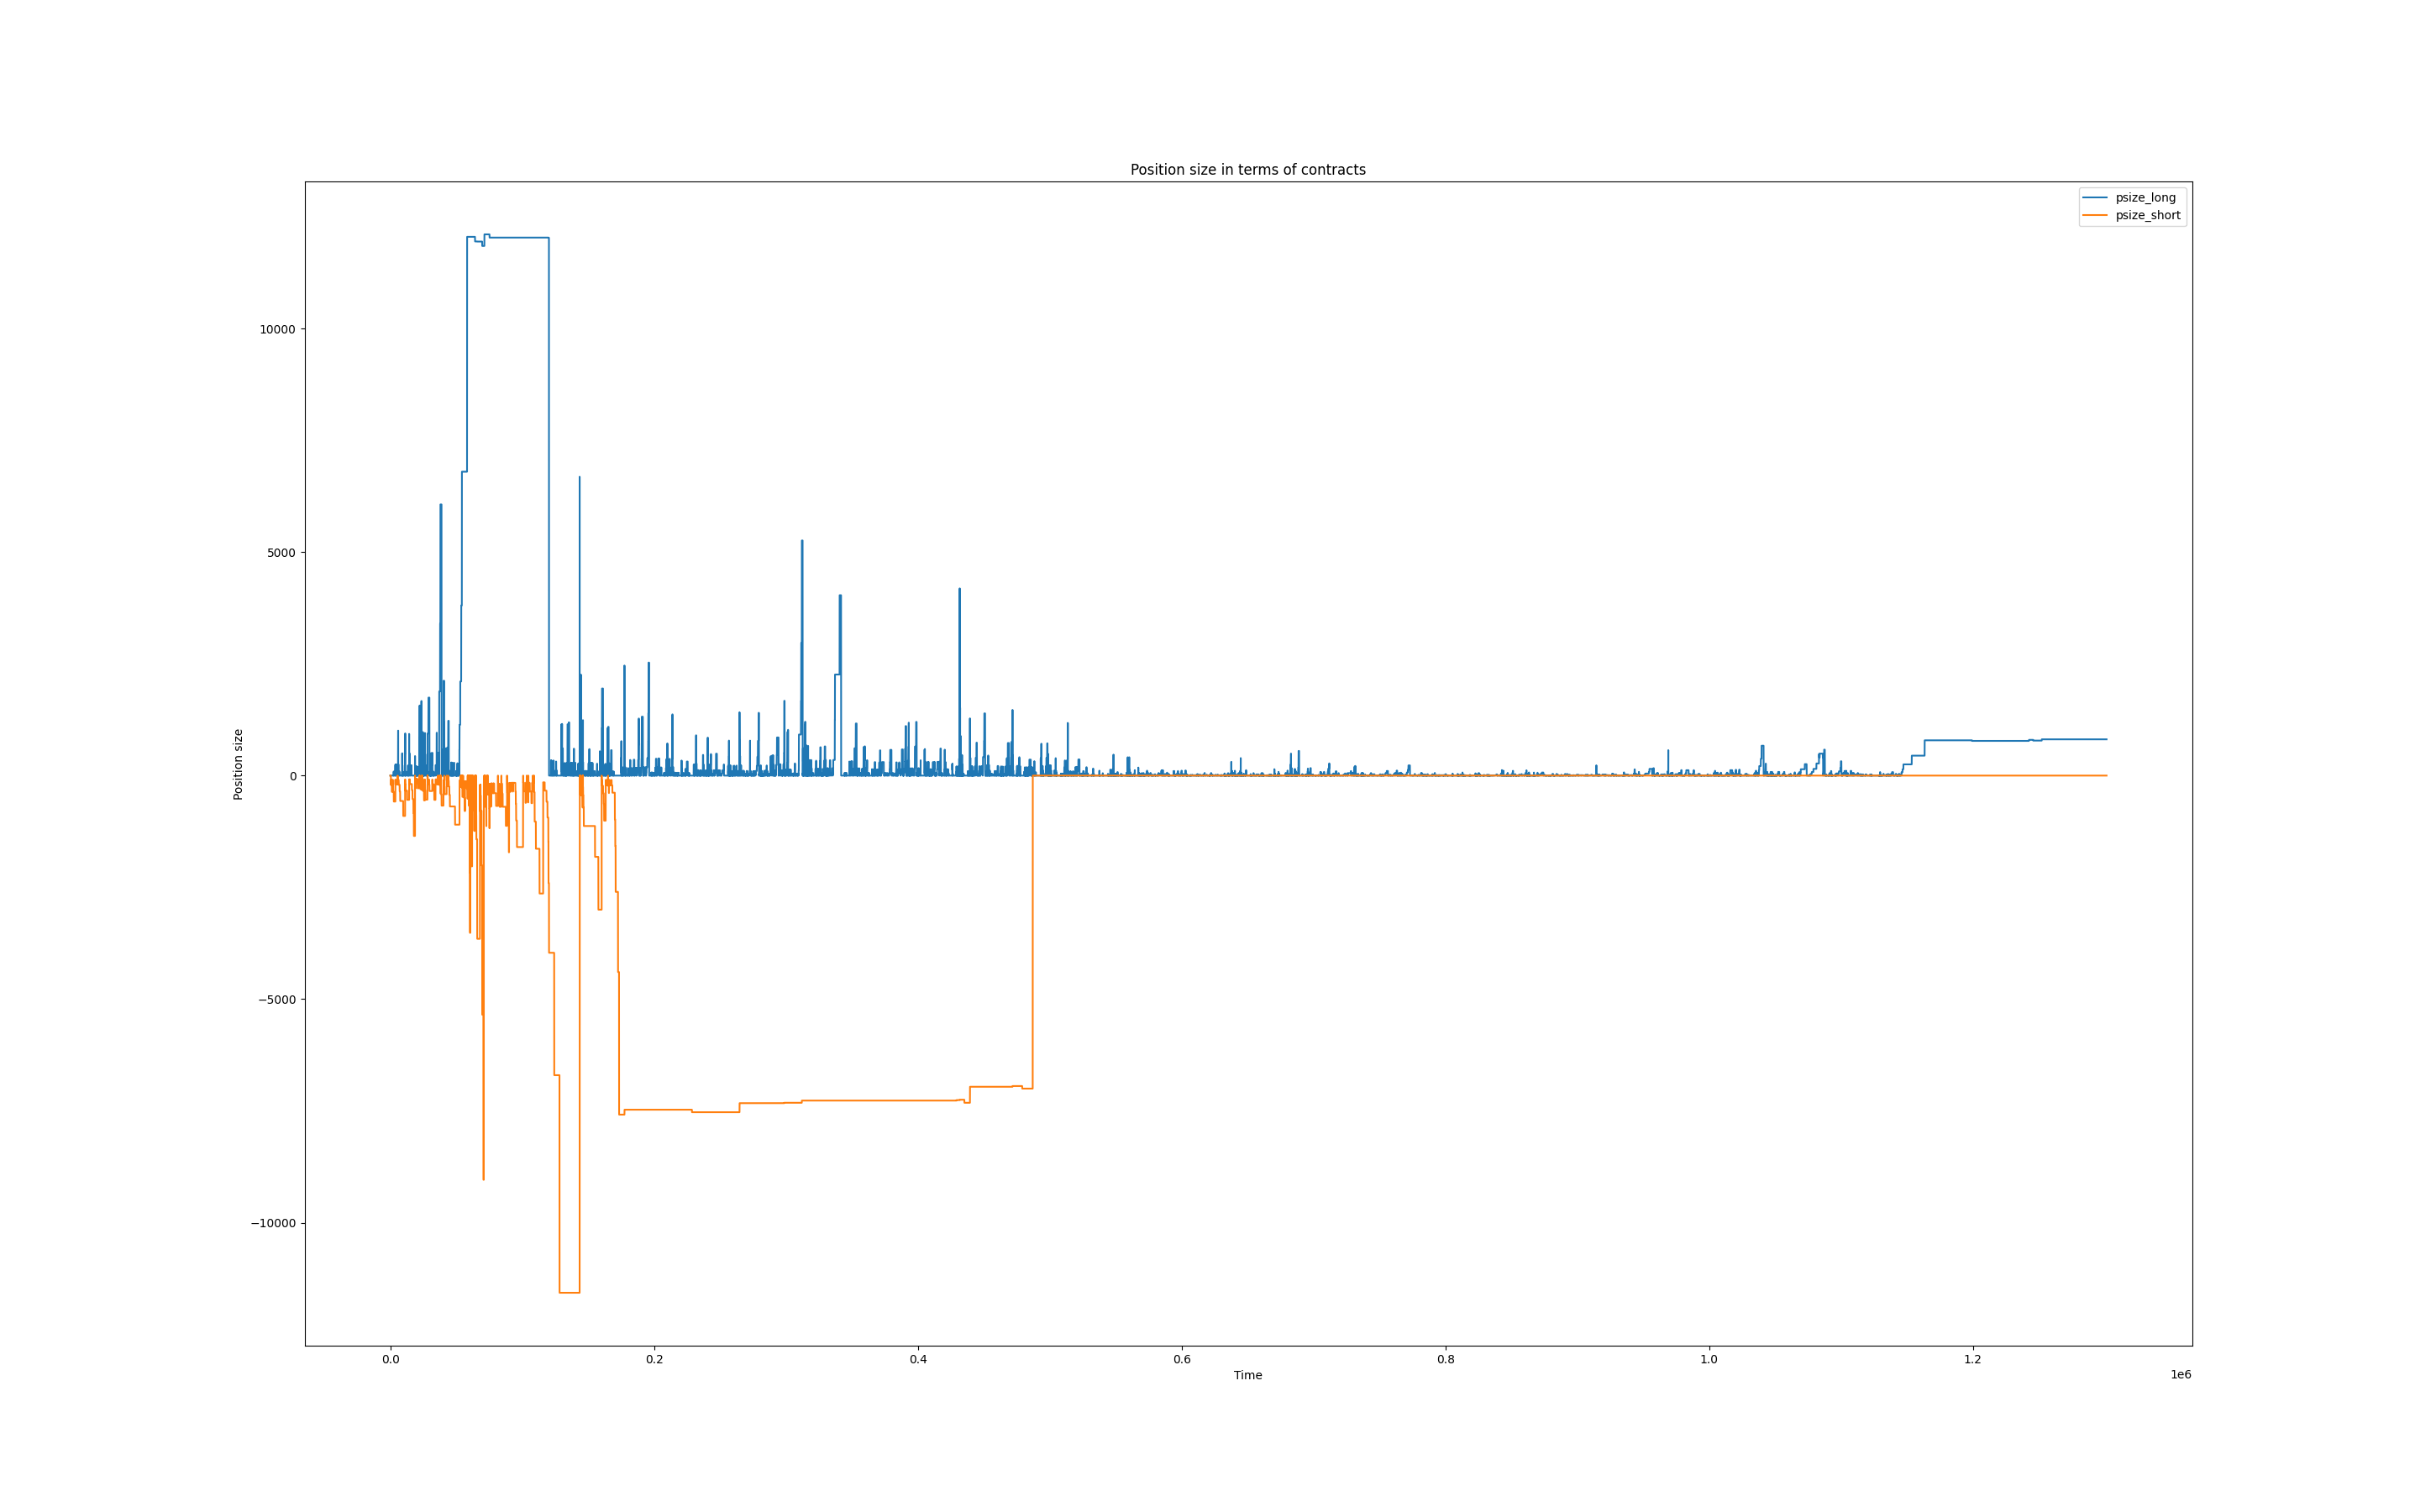 Position size in terms of contracts
psize_long
psize_short
Position size
10000
5000
0
−5000
−10000
0.0
0.2
0.4
0.6
0.8
1.0
1.2
Time
1e6